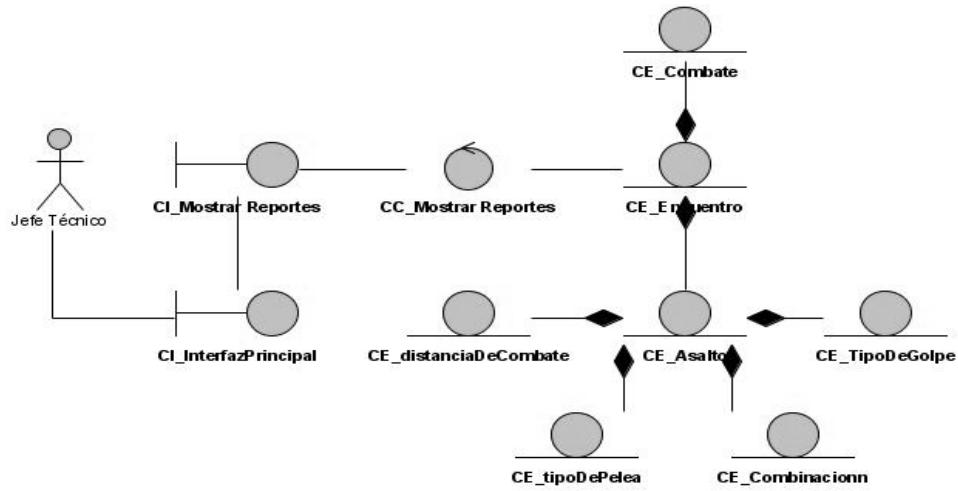 CE_Combate
Jefe Técnico
CI_Mostrar Reportes
CC_Mostrar Reportes
CE_Encuentro
CI_InterfazPrincipal
CE_distanciaDeCombate
CE_Asalto
CE_TipoDeGolpe
CE_tipoDePelea
CE_Combinacionn